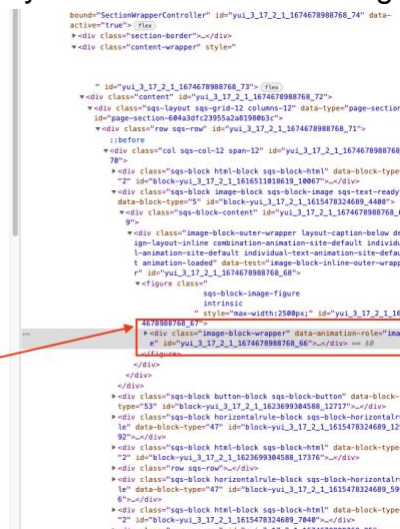 bound="SectionWrapperController" id="yui_3_17_2_1_1674678988768_74" data-
active="true"> flex
▶<div class="section-border">…</div>
▼<div class="content-wrapper" style="
" id="yui_3_17_2_1_1674678988768_73"> flex
▼<div class="content" id="yui_3_17_2_1_1674678988768_72">
▼<div class="sqs-layout sqs-grid-12 columns-12" data-type="page-section
id="page-section-604a3dfc23955a2a81980b3c">
▼<div class="row sqs-row" id="yui_3_17_2_1_1674678988768_71">
::before
▼<div class="col sqs-col-12 span-12" id="yui_3_17_2_1_1674678988768
70">
▶<div class="sqs-block html-block sqs-block-html" data-block-type
"2" id="block-yui_3_17_2_1_1616511018619_10067">…</div>
▼<div class="sqs-block image-block sqs-block-image sqs-text-ready
data-block-type="5" id="block-yui_3_17_2_1_1615478324689_4408">
▼<div class="sqs-block-content" id="yui_3_17_2_1_1674678988768_
9">
▼<div class="image-block-outer-wrapper layout-caption-below de
ign-layout-inline combination-animation-site-default individu
l-animation-site-default individual-text-animation-site-defau
t animation-loaded" data-test="image-block-inline-outer-wrapp
r" id="yui_3_17_2_1_1674678988768_68">
▼<figure class="
sqs-block-image-figure
intrinsic
" style="max-width:2500px;" id="yui_3_17_2_1_16
4678988768_67">
▶<div class="image-block-wrapper" data-animation-role="ima
e" id="yui_3_17_2_1_1674678988768_66">…</div> == $0
</figure>
</div>
</div>
</div>
▶<div class="sqs-block button-block sqs-block-button" data-block-
type="53" id="block-yui_3_17_2_1_1623699304588_12717">…</div>
▶<div class="sqs-block horizontalrule-block sqs-block-horizontalr
le" data-block-type="47" id="block-yui_3_17_2_1_1615478324689_12
92">…</div>
▶<div class="sqs-block html-block sqs-block-html" data-block-type
"2" id="block-yui_3_17_2_1_1623699304588_17376">…</div>
▶<div class="row sqs-row">…</div>
▶<div class="sqs-block horizontalrule-block sqs-block-horizontalr
le" data-block-type="47" id="block-yui_3_17_2_1_1615478324689_59
6">…</div>
▶<div class="sqs-block html-block sqs-block-html" data-block-type
"2" id="block-yui_3_17_2_1_1615478324689_7040">…</div>